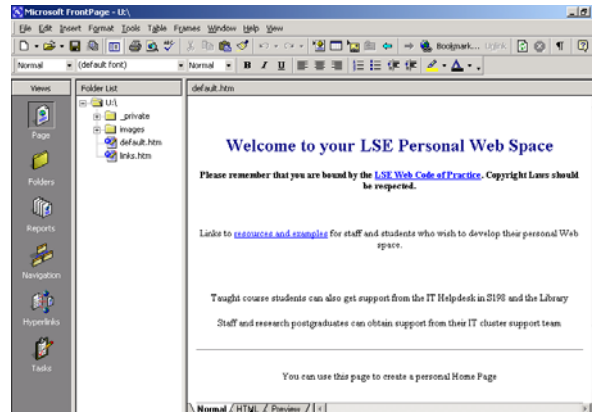 Microsoft FrontPage - U:\
File Edit Insert Format Tools Table Frames Window Help View
Bookmark... Uplink
Normal (default font) Normal B I U
Views Folder List default.htm
U:\
_private
images
default.htm
links.htm
Page
Folders
Reports
Navigation
Hyperlinks
Tasks
Welcome to your LSE Personal Web Space
Please remember that you are bound by the LSE Web Code of Practice. Copyright Laws should
be respected.
Links to resources and examples for staff and students who wish to develop their personal Web
space.
Taught course students can also get support from the IT Helpdesk in S198 and the Library
Staff and research postgraduates can obtain support from their IT cluster support team
You can use this page to create a personal Home Page
Normal HTML Preview